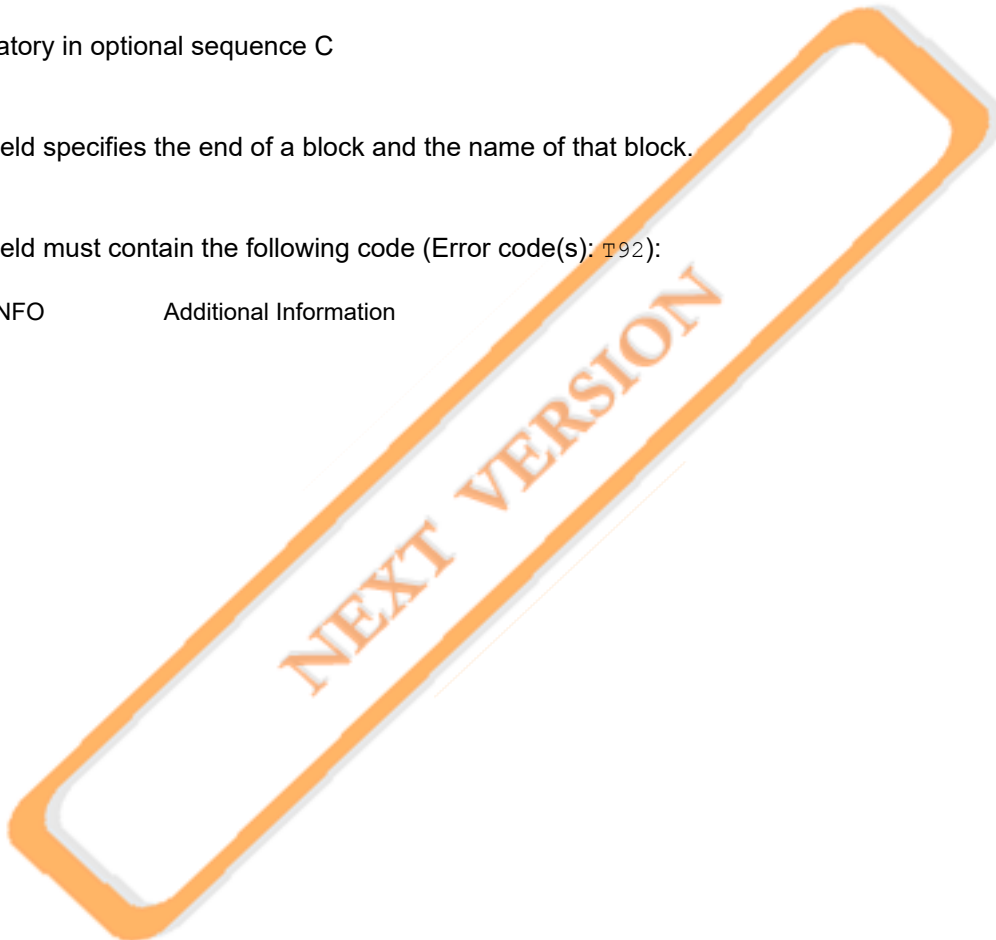 atory in optional sequence C
eld specifies the end of a block and the name of that block.
eld must contain the following code (Error code(s): T92):
NFO Additional Information
NEXT VERSION